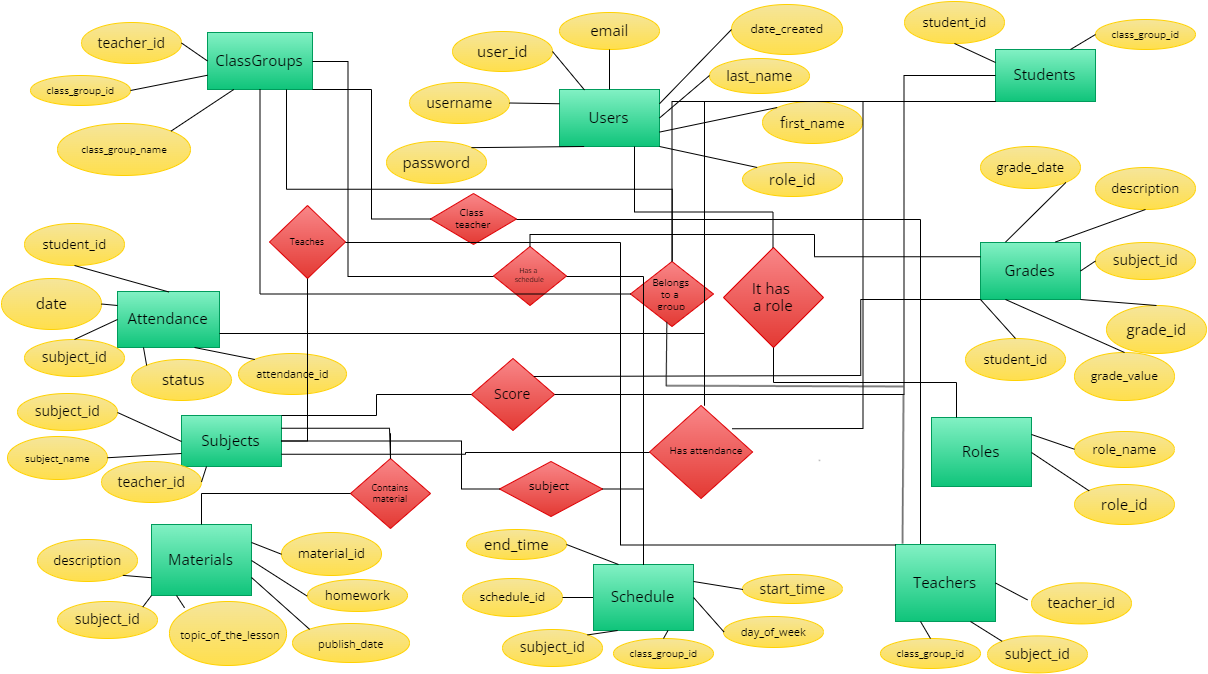 student_id
email
date_created
class_group_id
teacher_id
user_id
ClassGroups
last_name
Students
class_group_id
username
Users
first_name
class_group_name
password
role_id
grade_date
description
Class
teacher
student_id
Teaches
subject_id
Has a
schedule
Grades
date
Belongs
to a
group
It has
a role
Attendance
grade_id
subject_id
student_id
status
attendance_id
grade_value
Score
subject_id
Subjects
subject_name
Has attendance
Roles
role_name
teacher_id
Contains
material
subject
role_id
end_time
material_id
description
Materials
homework
schedule_id
Schedule
start_time
Teachers
teacher_id
subject_id
topic_of_the_lesson
publish_date
subject_id
class_group_id
day_of_week
class_group_id
subject_id